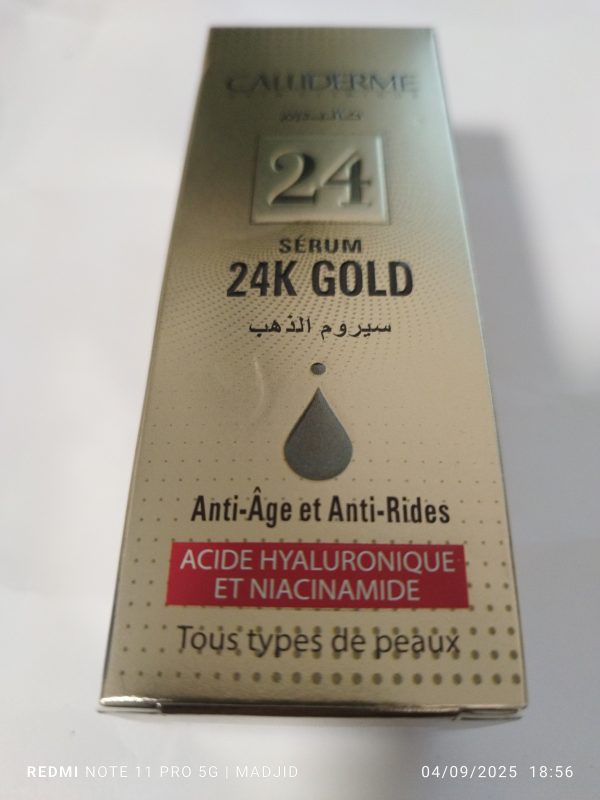 CALUDERME
24
SÉRUM
24K GOLD
سيروم الذهب
Anti-Âge et Anti-Rides
ACIDE HYALURONIQUE
ET NIACINAMIDE
Tous types de peaux
REDMI NOTE 11 PRO 5G | MADJID
04/09/2025 18:56